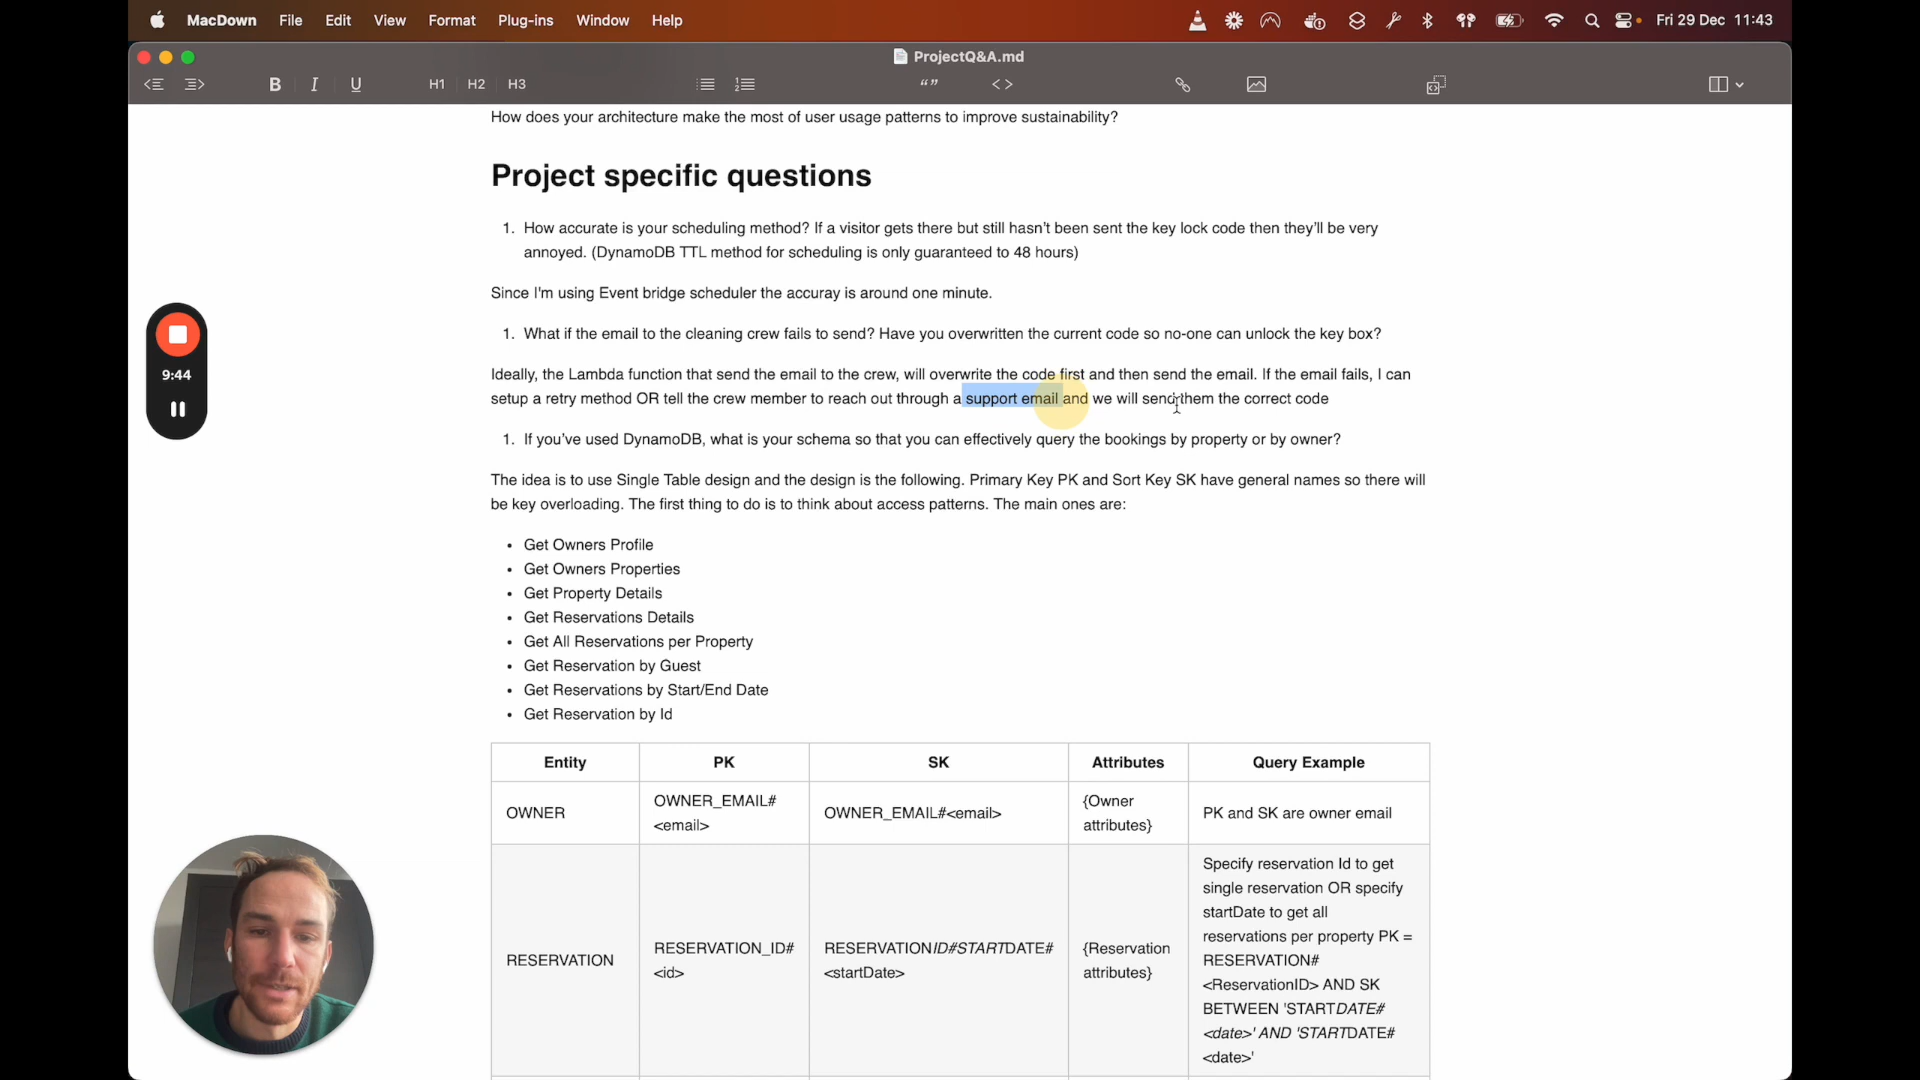 MacDown File Edit View Format Plug-ins Window Help Fri 29 Dec 11:43
ProjectQ&A.md
B I U H1 H2 H3 “” < >
How does your architecture make the most of user usage patterns to improve sustainability?
Project specific questions
1. How accurate is your scheduling method? If a visitor gets there but still hasn’t been sent the key lock code then they’ll be very
annoyed. (DynamoDB TTL method for scheduling is only guaranteed to 48 hours)
Since I'm using Event bridge scheduler the accuray is around one minute.
1. What if the email to the cleaning crew fails to send? Have you overwritten the current code so no-one can unlock the key box?
Ideally, the Lambda function that send the email to the crew, will overwrite the code first and then send the email. If the email fails, I can
setup a retry method OR tell the crew member to reach out through a support email and we will send them the correct code
1. If you’ve used DynamoDB, what is your schema so that you can effectively query the bookings by property or by owner?
The idea is to use Single Table design and the design is the following. Primary Key PK and Sort Key SK have general names so there will
be key overloading. The first thing to do is to think about access patterns. The main ones are:
• Get Owners Profile
• Get Owners Properties
• Get Property Details
• Get Reservations Details
• Get All Reservations per Property
• Get Reservation by Guest
• Get Reservations by Start/End Date
• Get Reservation by Id
Entity PK SK Attributes Query Example
OWNER
OWNER_EMAIL#
<email>
OWNER_EMAIL#<email>
{Owner
attributes}
PK and SK are owner email
RESERVATION
RESERVATION_ID#
<id>
RESERVATIONID#STARTDATE#
<startDate>
{Reservation
attributes}
Specify reservation Id to get
single reservation OR specify
startDate to get all
reservations per property PK =
RESERVATION#
<ReservationID> AND SK
BETWEEN 'STARTDATE#
<date>' AND 'STARTDATE#
<date>'
9:44